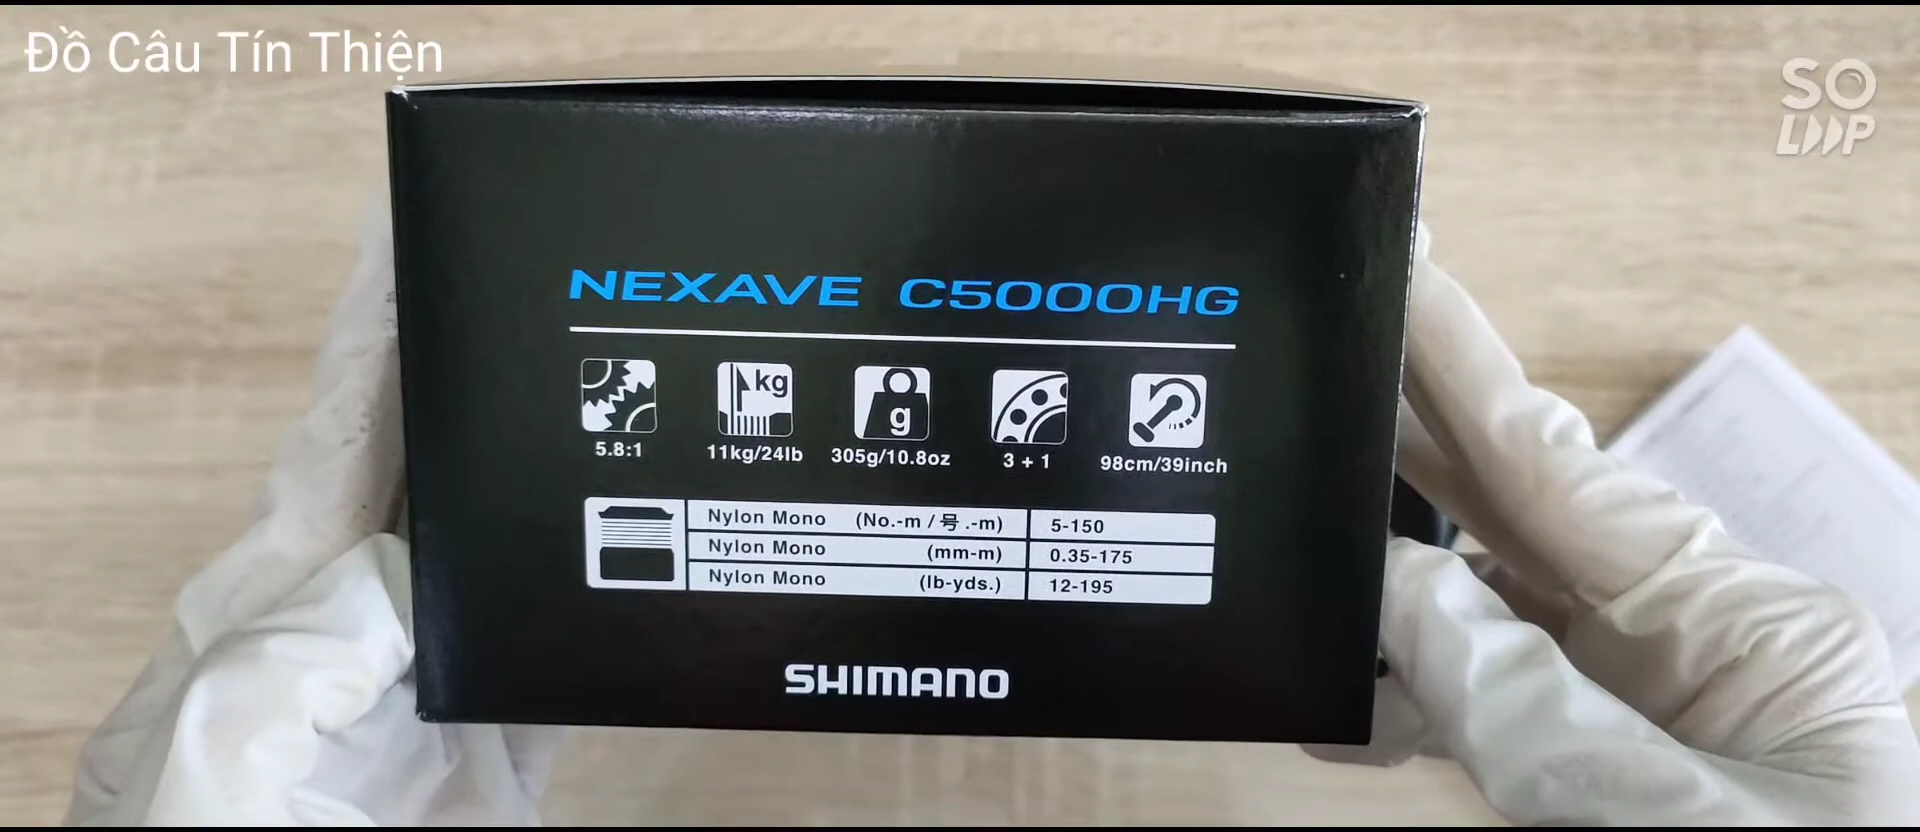 Đồ Câu Tín Thiện
SO
LOOP
NEXAVE C5000HG
kg
g
5.8:1
11kg/24lb
305g/10.8oz
3 + 1
98cm/39inch
Nylon Mono (No.-m / 号 .-m) 5-150
Nylon Mono (mm-m) 0.35-175
Nylon Mono (lb-yds.) 12-195
SHIMANO